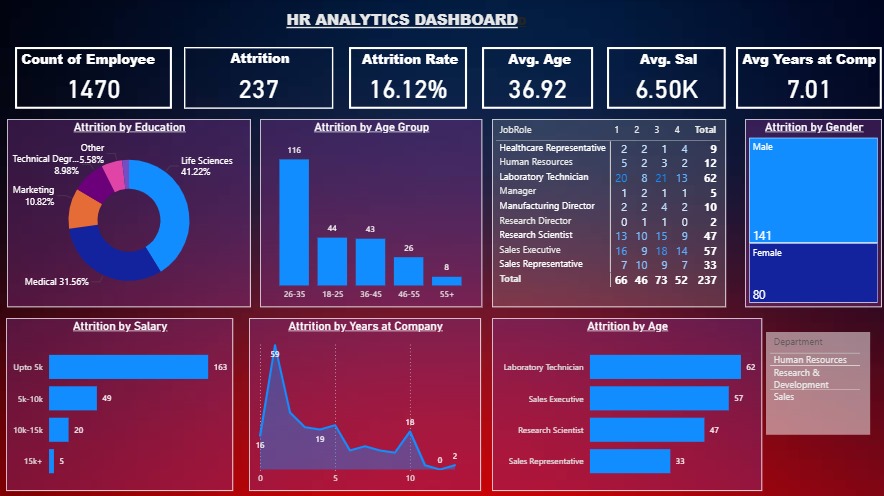 HR ANALYTICS DASHBOARD
Count of Employee
1470
Attrition
237
Attrition Rate
16.12%
Avg. Age
36.92
Avg. Sal
6.50K
Avg Years at Comp
7.01
Attrition by Education
Other
5.58%
Technical Degr...
8.98%
Marketing
10.82%
Life Sciences
41.22%
Medical 31.56%
Attrition by Age Group
116
44
43
26
8
26-35 18-25 36-45 46-55 55+
JobRole 1 2 3 4 Total
Healthcare Representative 2 2 1 4 9
Human Resources 5 2 3 2 12
Laboratory Technician 20 8 21 13 62
Manager 1 2 1 1 5
Manufacturing Director 2 2 4 2 10
Research Director 0 1 1 0 2
Research Scientist 13 10 15 9 47
Sales Executive 16 9 18 14 57
Sales Representative 7 10 9 7 33
Total 66 46 73 52 237
Attrition by Gender
Male
141
Female
80
Attrition by Salary
Upto 5k 163
5k-10k 49
10k-15k 20
15k+ 5
Attrition by Years at Company
59
16
19
18
0
2
0 5 10
Attrition by Age
Laboratory Technician 62
Sales Executive 57
Research Scientist 47
Sales Representative 33
Department
Human Resources
Research &
Development
Sales